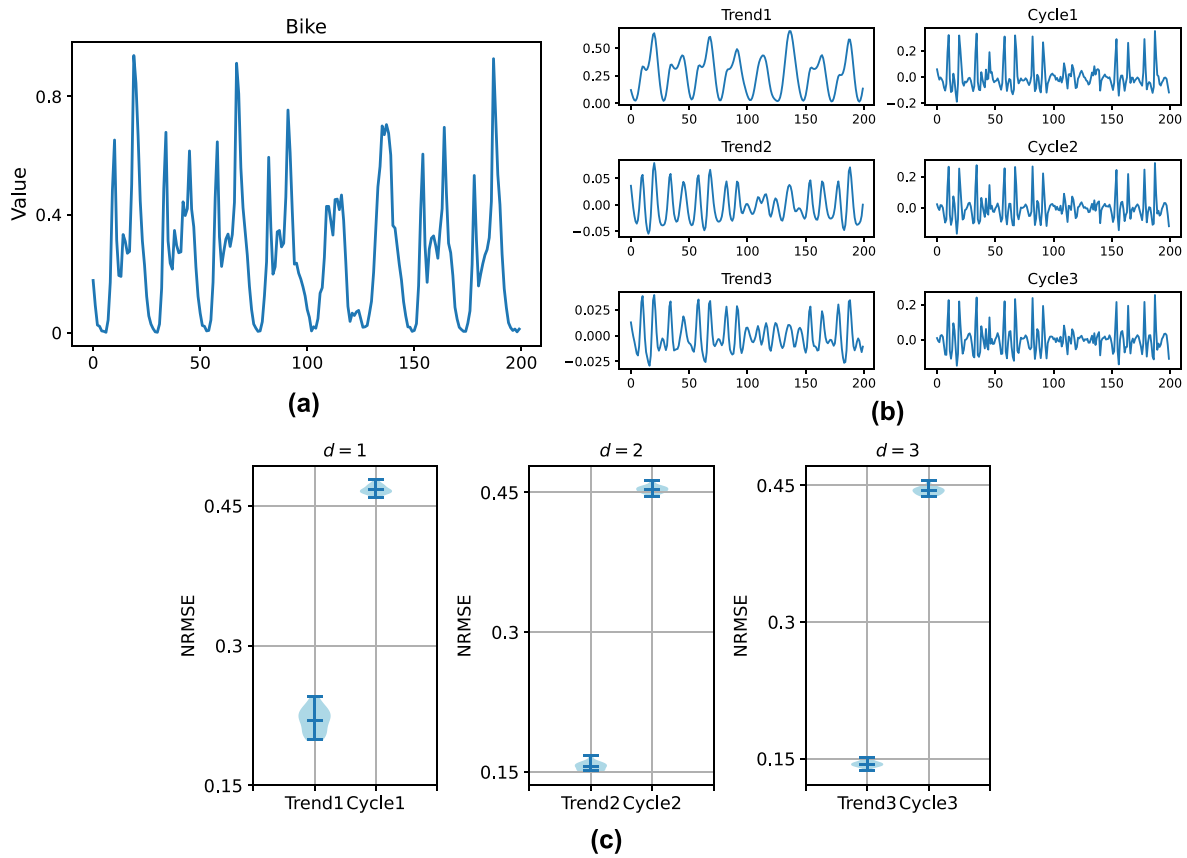 Bike
Value
0.8
0.4
0
0 50 100 150 200
(a)
Trend1
0.50
0.25
0.00
0 50 100 150 200
Cycle1
0.2
0.0
−0.2
0 50 100 150 200
Trend2
0.05
0.00
−0.05
0 50 100 150 200
Cycle2
0.2
0.0
0 50 100 150 200
Trend3
0.025
0.000
−0.025
0 50 100 150 200
Cycle3
0.2
0.0
0 50 100 150 200
(b)
d = 1
NRMSE
0.45
0.3
0.15
Trend1 Cycle1
d = 2
NRMSE
0.45
0.3
0.15
Trend2 Cycle2
d = 3
NRMSE
0.45
0.3
0.15
Trend3 Cycle3
(c)